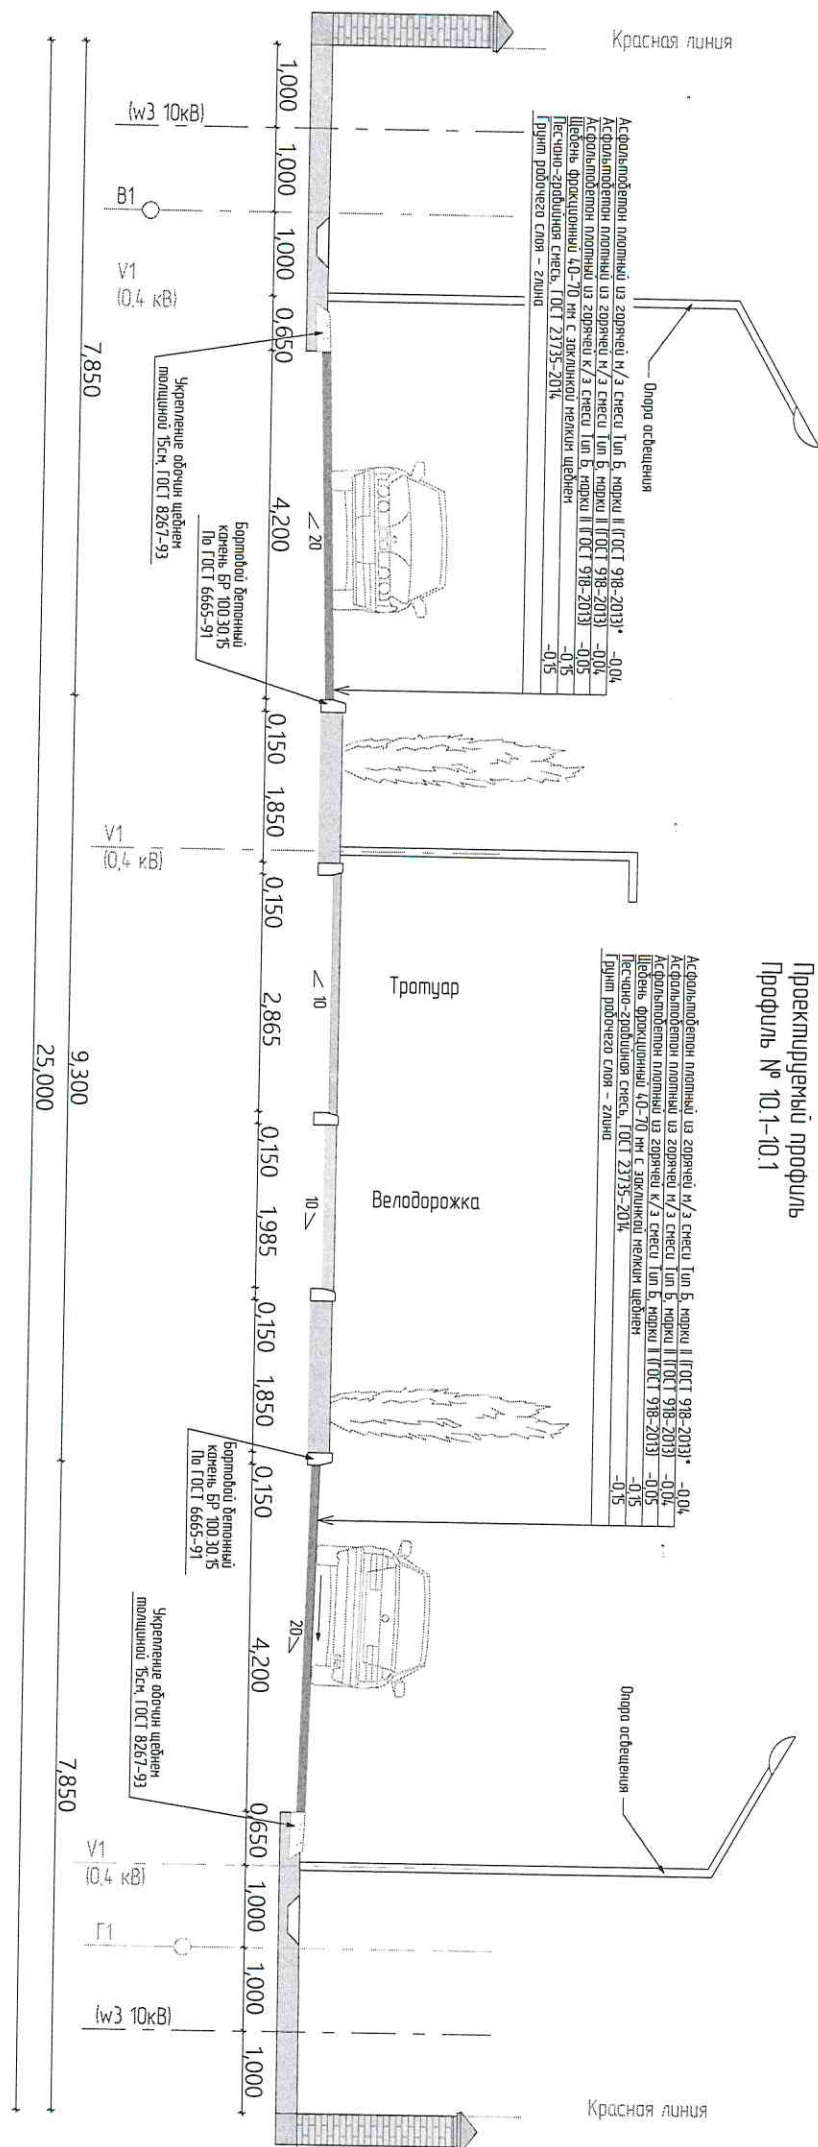 Проектируемый профиль
Профиль № 10.1-10.1
Красная линия
Асфальтобетон плотный из горячей м/з смеси Тип Б, марки II (ГОСТ 918-2013)* -0,04
Асфальтобетон плотный из горячей м/з смеси Тип Б, марки II (ГОСТ 918-2013) -0,04
Асфальтобетон плотный из горячей к/з смеси Тип Б, марки II (ГОСТ 918-2013) -0,05
Щебень фракционный 40-70 мм с заклинкой мелким щебнем -0,15
Песчано-гравийная смесь, ГОСТ 23735-2014 -0,15
Грунт рабочего слоя - глина
Опора освещения
Асфальтобетон плотный из горячей м/з смеси Тип Б, марки II (ГОСТ 918-2013)* -0,04
Асфальтобетон плотный из горячей м/з смеси Тип Б, марки II (ГОСТ 918-2013) -0,04
Асфальтобетон плотный из горячей к/з смеси Тип Б, марки II (ГОСТ 918-2013) -0,05
Щебень фракционный 40-70 мм с заклинкой мелким щебнем -0,15
Песчано-гравийная смесь, ГОСТ 23735-2014 -0,15
Грунт рабочего слоя - глина
Опора освещения
Красная линия
Тротуар
Велодорожка
20
10
10
20
1,000
1,000
1,000
0,650
4,200
0,150
1,850
0,150
2,865
0,150
1,985
0,150
1,850
0,150
4,200
0,650
1,000
1,000
1,000
(w3 10кВ)
В1
V1
(0,4 кВ)
Укрепление обочин щебнем
толщиной 15см, ГОСТ 8267-93
Бортовой бетонный
камень БР 100.30.15
По ГОСТ 6665-91
V1
(0,4 кВ)
Бортовой бетонный
камень БР 100.30.15
По ГОСТ 6665-91
Укрепление обочин щебнем
толщиной 15см, ГОСТ 8267-93
V1
(0,4 кВ)
Г1
(w3 10кВ)
7,850
9,300
7,850
25,000